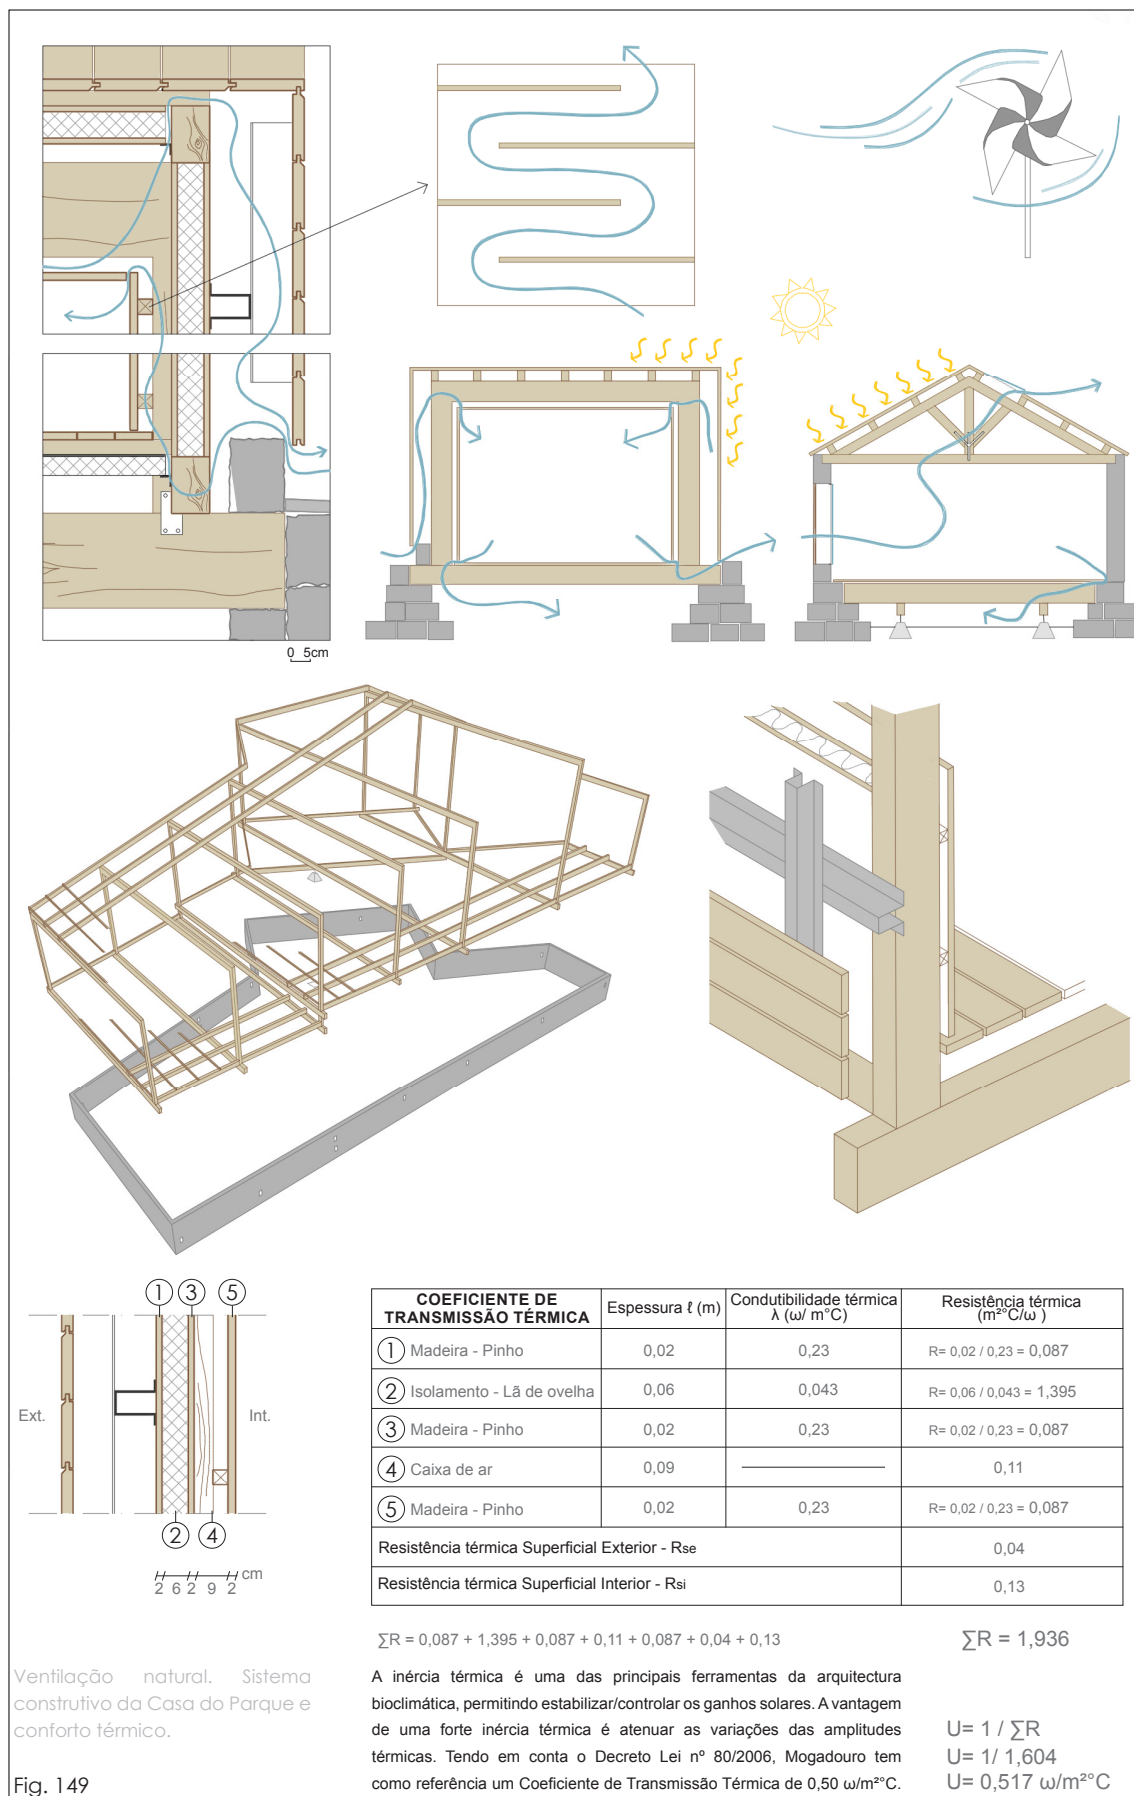 0 5cm
1 3 5
Ext. Int.
2 4
2 6 2 9 2 cm
COEFICIENTE DE TRANSMISSÃO TÉRMICA Espessura ℓ (m) Condutibilidade térmica λ (ω/ m°C) Resistência térmica (m²°C/ω )
1 Madeira - Pinho 0,02 0,23 R= 0,02 / 0,23 = 0,087
2 Isolamento - Lã de ovelha 0,06 0,043 R= 0,06 / 0,043 = 1,395
3 Madeira - Pinho 0,02 0,23 R= 0,02 / 0,23 = 0,087
4 Caixa de ar 0,09 0,11
5 Madeira - Pinho 0,02 0,23 R= 0,02 / 0,23 = 0,087
Resistência térmica Superficial Exterior - Rse 0,04
Resistência térmica Superficial Interior - Rsi 0,13
∑R = 0,087 + 1,395 + 0,087 + 0,11 + 0,087 + 0,04 + 0,13 ∑R = 1,936
Ventilação natural. Sistema
construtivo da Casa do Parque e
conforto térmico.
Fig. 149
A inércia térmica é uma das principais ferramentas da arquitectura
bioclimática, permitindo estabilizar/controlar os ganhos solares. A vantagem
de uma forte inércia térmica é atenuar as variações das amplitudes
térmicas. Tendo em conta o Decreto Lei nº 80/2006, Mogadouro tem
como referência um Coeficiente de Transmissão Térmica de 0,50 ω/m²°C.
U= 1 / ∑R
U= 1/ 1,604
U= 0,517 ω/m²°C